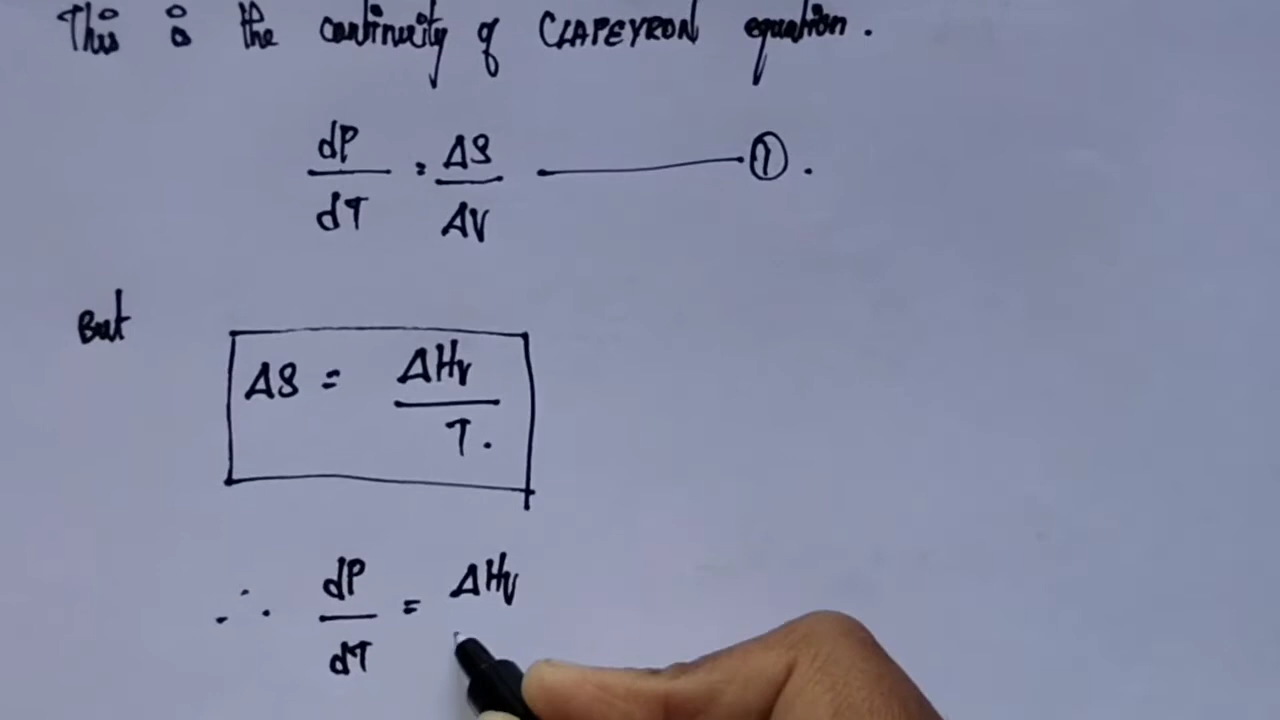 This is the continuity of CLAPEYRON equation.
dP/dT = ΔS/ΔV ——— ①.
But
ΔS = ΔHv/T.
∴ dP/dT = ΔHv